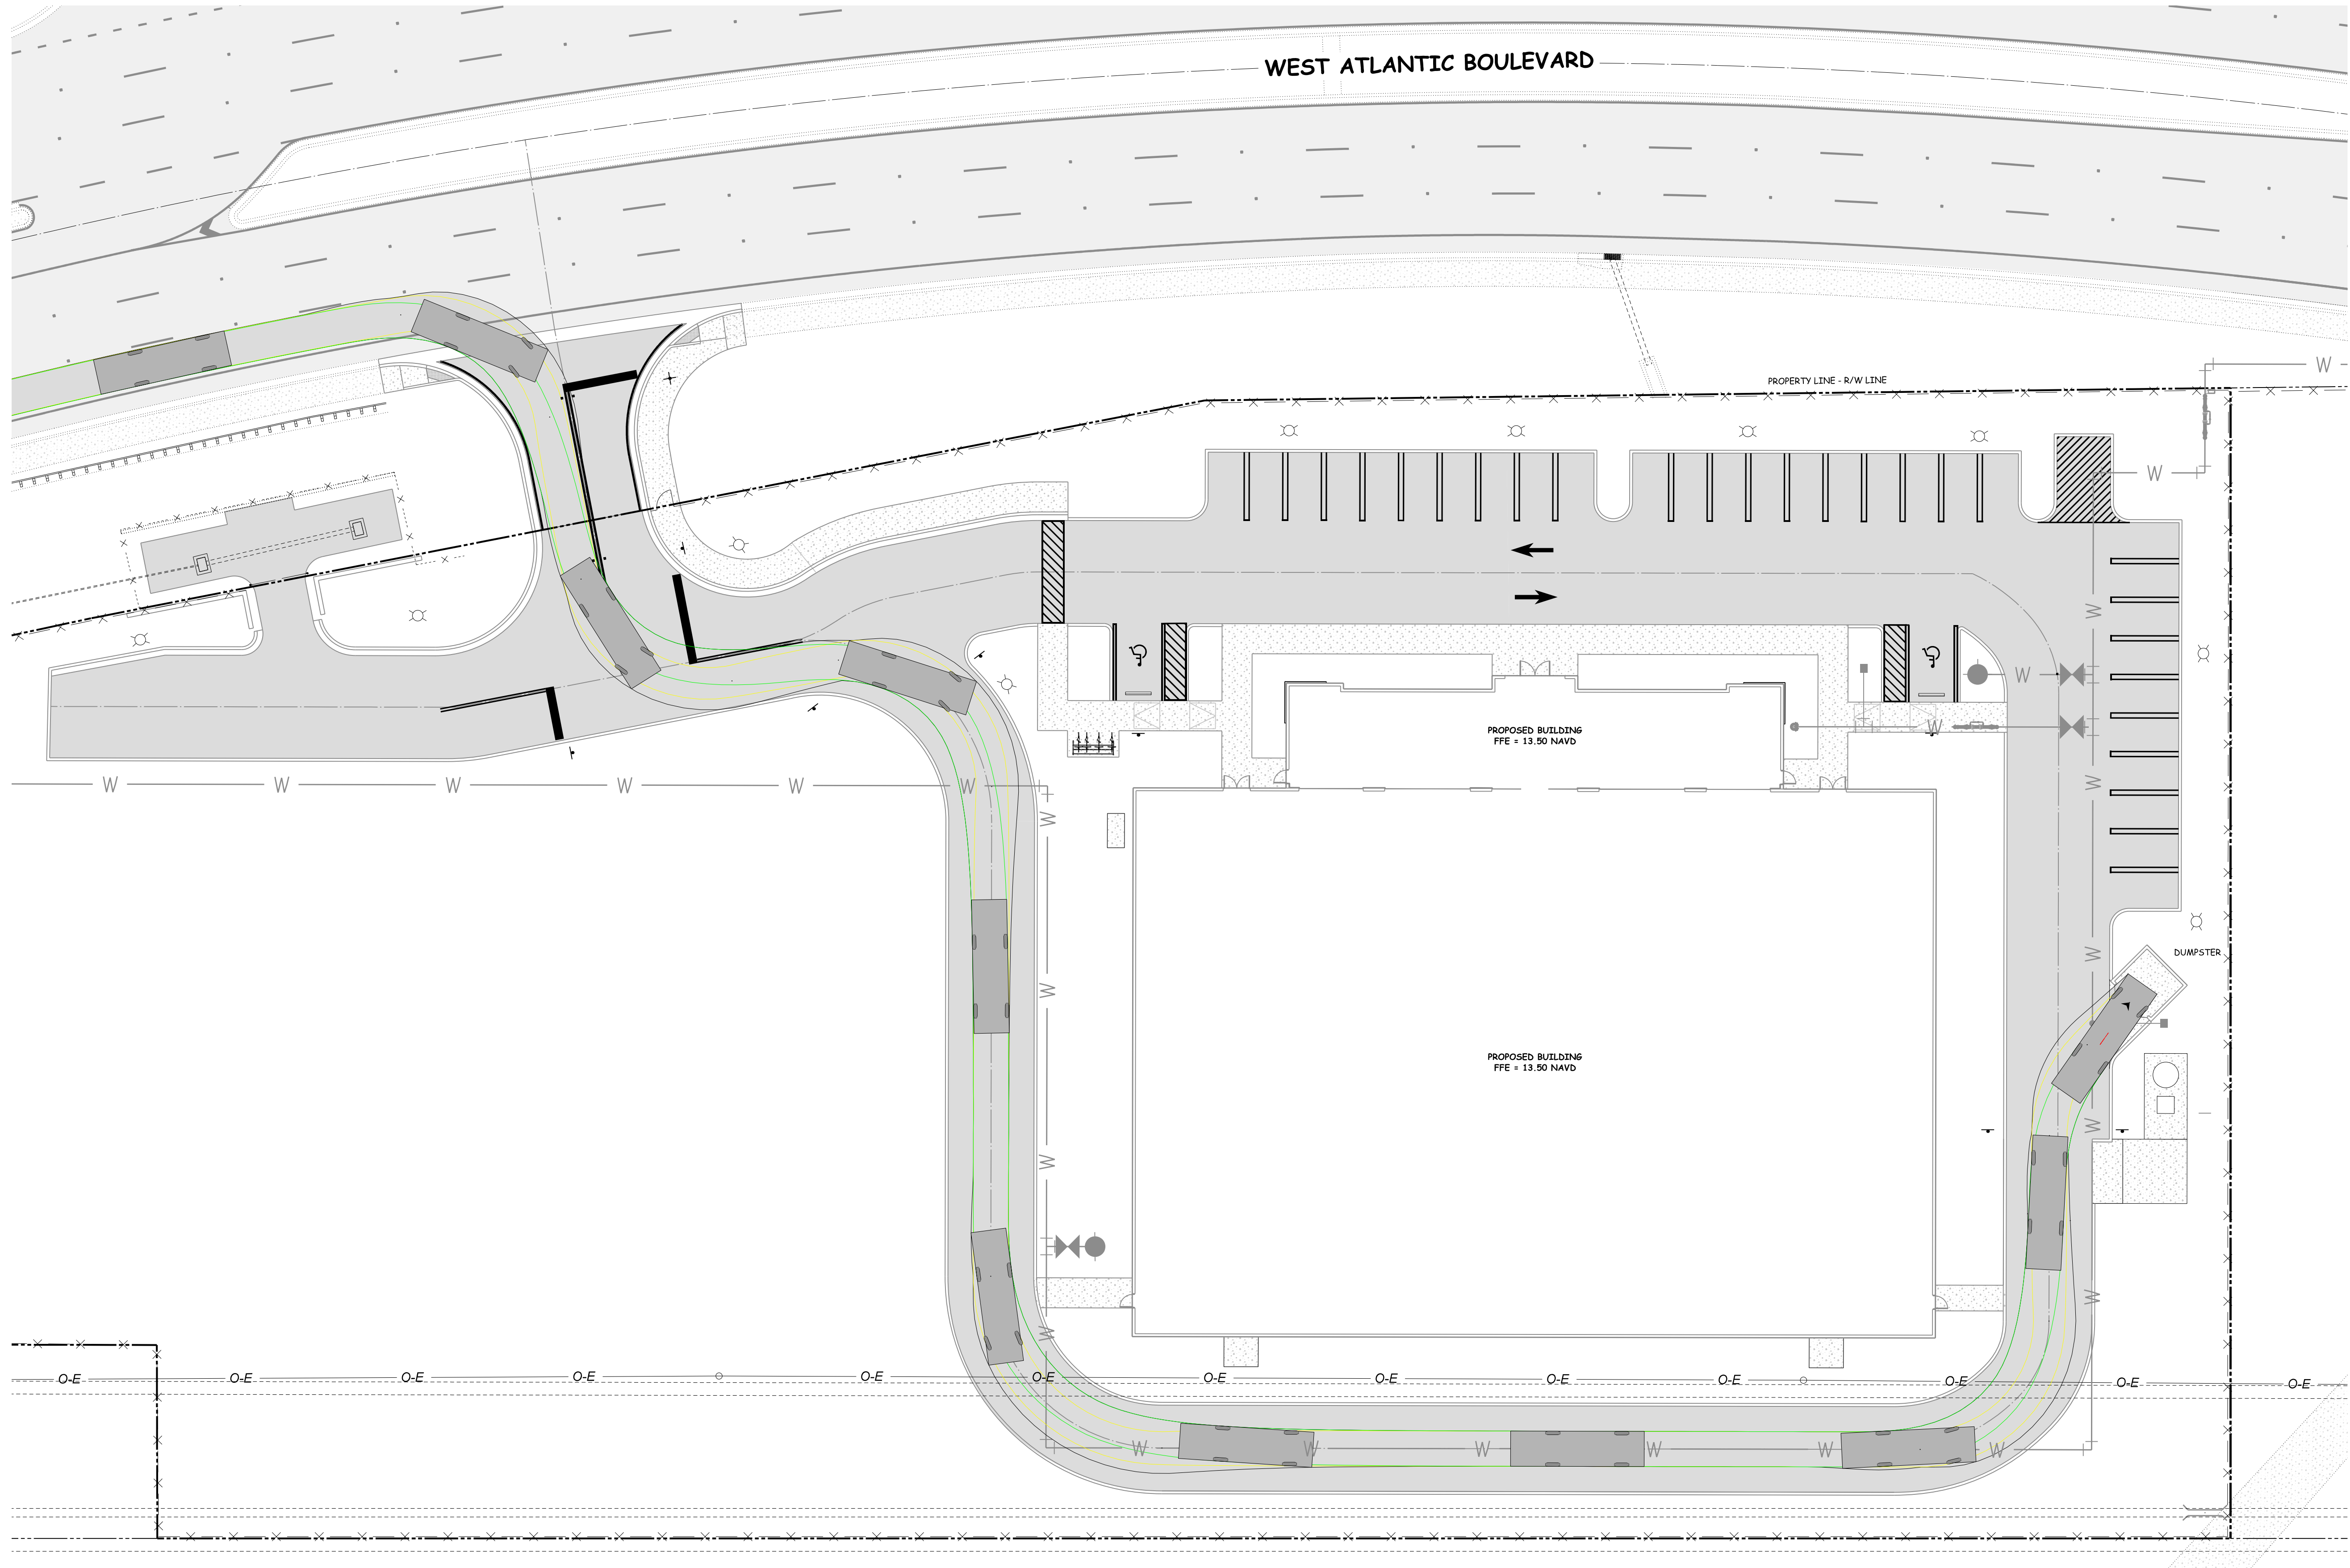 WEST ATLANTIC BOULEVARD
PROPERTY LINE - R/W LINE
W
W
W
W
W
PROPOSED BUILDING
FFE = 13.50 NAVD
W
W W W W W W
W
W
W
DUMPSTER
W
PROPOSED BUILDING
FFE = 13.50 NAVD
W
W
W
W
W
O-E O-E O-E O-E O-E O-E O-E O-E O-E O-E O-E O-E O-E O-E
W W W W W W